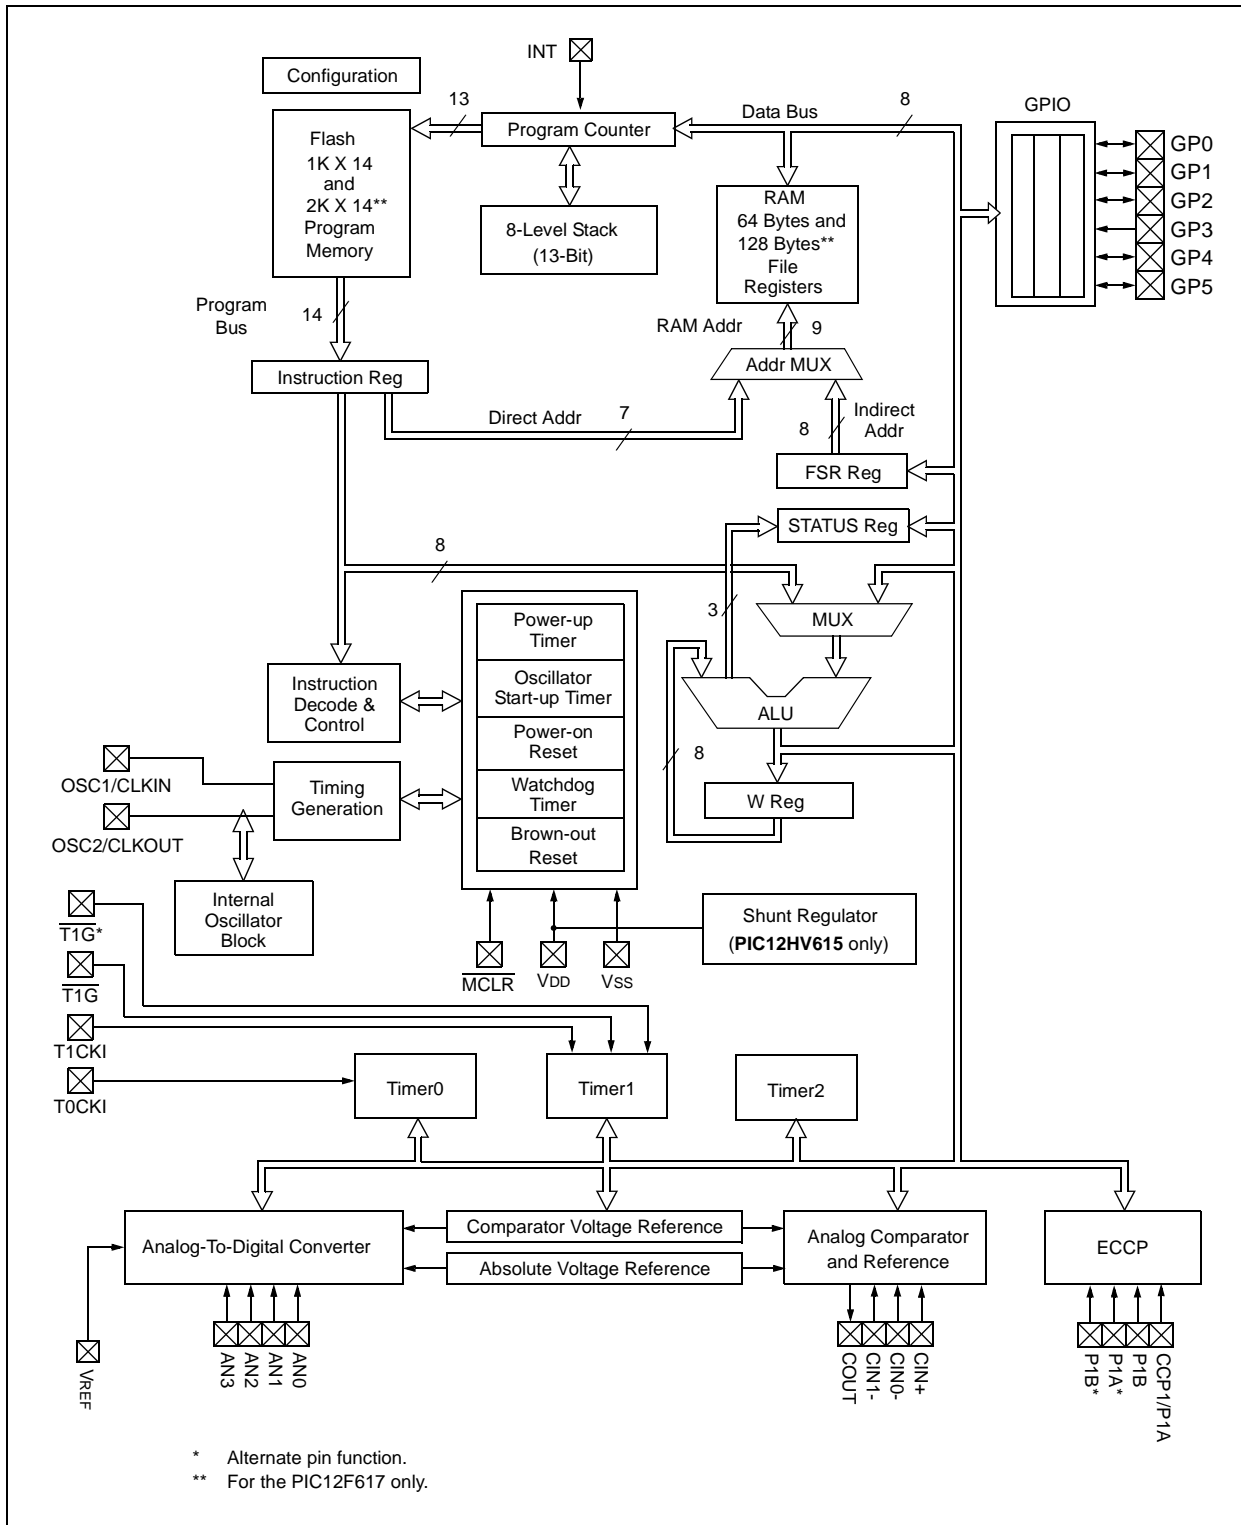 INT
Configuration
13
Program Counter
Data Bus
8
GPIO
Flash
1K X 14
and
2K X 14**
Program
Memory
8-Level Stack
(13-Bit)
RAM
64 Bytes and
128 Bytes**
File
Registers
GP0
GP1
GP2
GP3
GP4
GP5
Program
Bus
14
RAM Addr
9
Addr MUX
Instruction Reg
Direct Addr
7
8
Indirect
Addr
FSR Reg
STATUS Reg
8
3
MUX
Power-up
Timer
Instruction
Decode &
Control
Oscillator
Start-up Timer
ALU
Power-on
Reset
8
OSC1/CLKIN
Timing
Generation
Watchdog
Timer
W Reg
OSC2/CLKOUT
Brown-out
Reset
Internal
Oscillator
Block
Shunt Regulator
(PIC12HV615 only)
T1G*
MCLR
VDD
VSS
T1G
T1CKI
T0CKI
Timer0
Timer1
Timer2
Analog-To-Digital Converter
Comparator Voltage Reference
Absolute Voltage Reference
Analog Comparator
and Reference
ECCP
VREF
AN3
AN2
AN1
AN0
COUT
CIN1-
CIN0-
CIN+
P1B*
P1A*
P1B
CCP1/P1A
* Alternate pin function.
** For the PIC12F617 only.